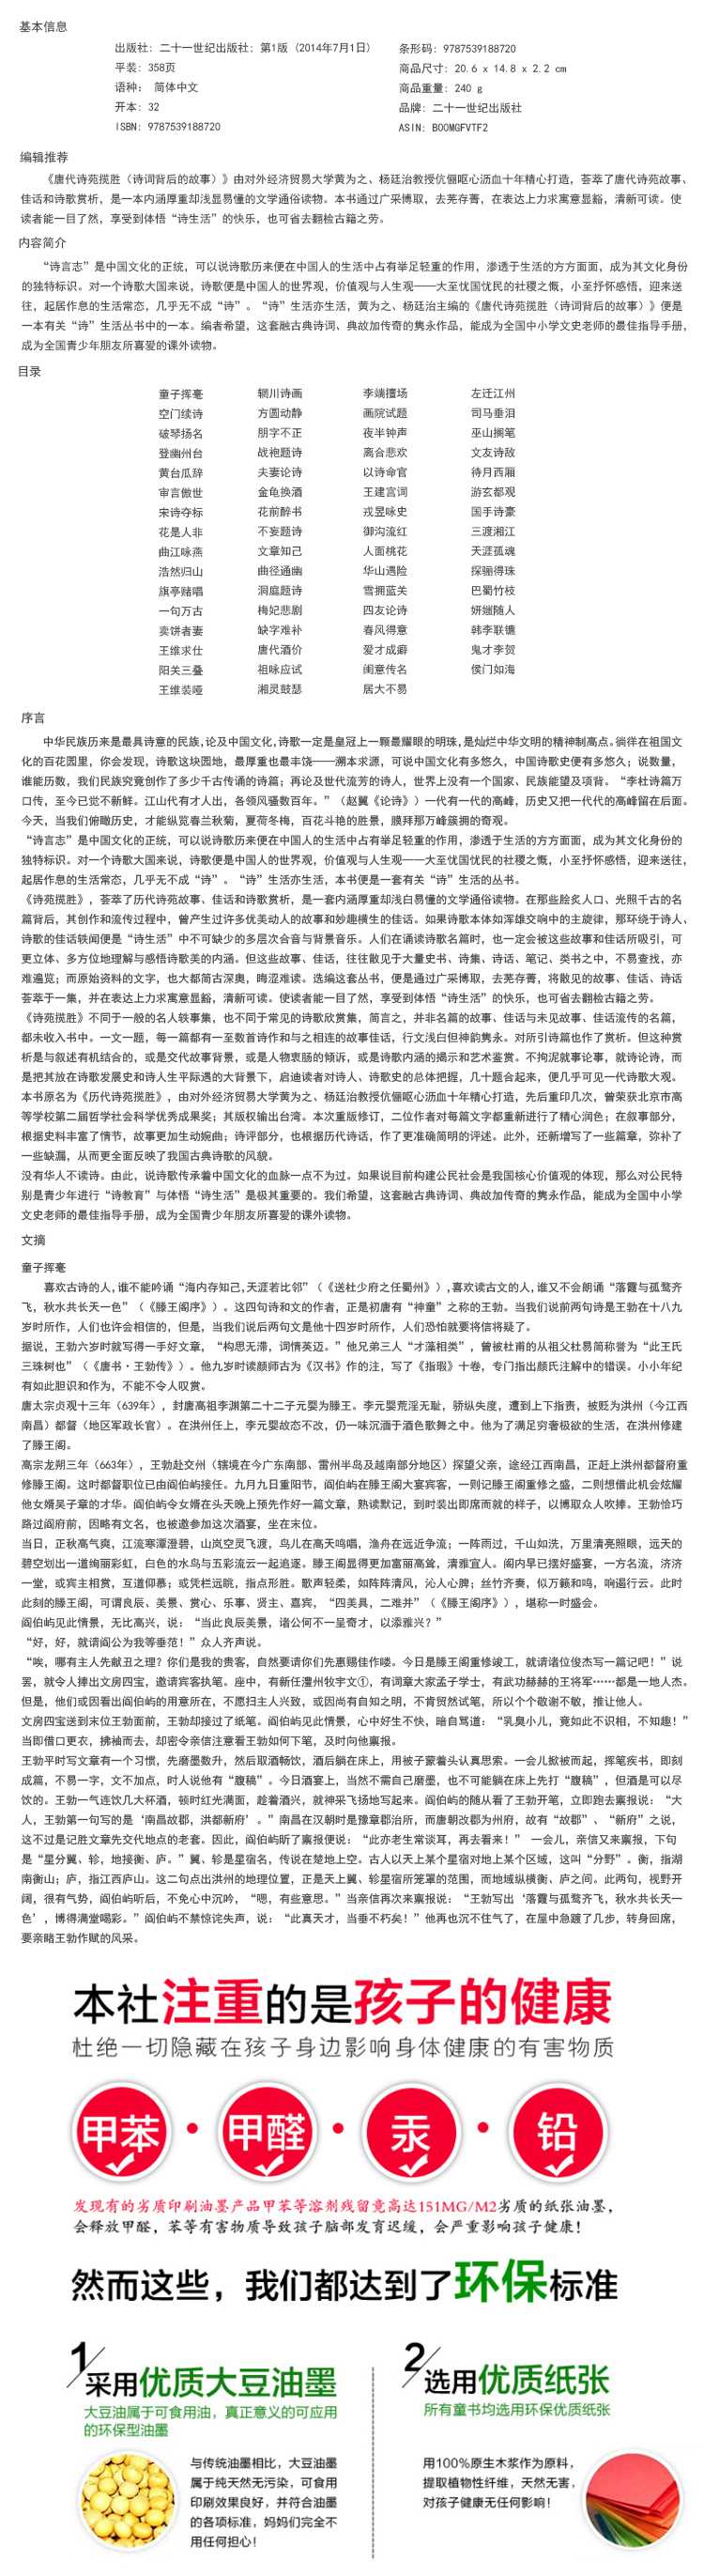 基本信息
出版社: 二十一世纪出版社; 第1版 (2014年7月1日)
平装: 358页
语种: 简体中文
开本: 32
ISBN: 9787539188720
条形码: 9787539188720
商品尺寸: 20.6 x 14.8 x 2.2 cm
商品重量: 240 g
品牌: 二十一世纪出版社
ASIN: B00MGFVTF2
编辑推荐
《唐代诗苑揽胜（诗词背后的故事）》由对外经济贸易大学黄为之、杨廷治教授伉俪呕心沥血十年精心打造，荟萃了唐代诗苑故事、
佳话和诗歌赏析，是一本内涵厚重却浅显易懂的文学通俗读物。本书通过广采博取，去芜存菁，在表达上力求寓意显豁，清新可读。使
读者能一目了然，享受到体悟“诗生活”的快乐，也可省去翻检古籍之劳。
内容简介
“诗言志”是中国文化的正统，可以说诗歌历来便在中国人的生活中占有举足轻重的作用，渗透于生活的方方面面，成为其文化身份
的独特标识。对一个诗歌大国来说，诗歌便是中国人的世界观，价值观与人生观——大至忧国忧民的社稷之慨，小至抒怀感悟，迎来送
往，起居作息的生活常态，几乎无不成“诗”。“诗”生活亦生活，黄为之、杨廷治主编的《唐代诗苑揽胜（诗词背后的故事）》便是
一本有关“诗”生活丛书中的一本。编者希望，这套融古典诗词、典故加传奇的隽永作品，能成为全国中小学文史老师的最佳指导手册，
成为全国青少年朋友所喜爱的课外读物。
目录
童子挥毫 辋川诗画 李端擅场 左迁江州
空门续诗 方圆动静 画院试题 司马垂泪
破琴扬名 朋字不正 夜半钟声 巫山搁笔
登幽州台 战袍题诗 离合悲欢 文友诗敌
黄台瓜辞 夫妻论诗 以诗命官 待月西厢
审言傲世 金龟换酒 王建宫词 游玄都观
宋诗夺标 花前醉书 戎昱咏史 国手诗豪
花是人非 不妄题诗 御沟流红 三渡湘江
曲江咏燕 文章知己 人面桃花 天涯孤魂
浩然归山 曲径通幽 华山遇险 探骊得珠
旗亭赌唱 洞庭题诗 雪拥蓝关 巴蜀竹枝
一句万古 梅妃悲剧 四友论诗 妍媸随人
卖饼者妻 缺字难补 春风得意 韩李联镳
王维求仕 唐代酒价 爱才成癖 鬼才李贺
阳关三叠 祖咏应试 闺意传名 侯门如海
王维装哑 湘灵鼓瑟 居大不易
序言
中华民族历来是最具诗意的民族,论及中国文化,诗歌一定是皇冠上一颗最耀眼的明珠,是灿烂中华文明的精神制高点。徜徉在祖国文
化的百花园里，你会发现，诗歌这块园地，最厚重也最丰饶——溯本求源，可说中国文化有多悠久，中国诗歌史便有多悠久；说数量，
谁能历数，我们民族究竟创作了多少千古传诵的诗篇；再论及世代流芳的诗人，世界上没有一个国家、民族能望及项背。“李杜诗篇万
口传，至今已觉不新鲜。江山代有才人出，各领风骚数百年。”（赵翼《论诗》）一代有一代的高峰，历史又把一代代的高峰留在后面。
今天，当我们俯瞰历史，才能纵览春兰秋菊，夏荷冬梅，百花斗艳的胜景，膜拜那万峰簇拥的奇观。
“诗言志”是中国文化的正统，可以说诗歌历来便在中国人的生活中占有举足轻重的作用，渗透于生活的方方面面，成为其文化身份的
独特标识。对一个诗歌大国来说，诗歌便是中国人的世界观，价值观与人生观——大至忧国忧民的社稷之慨，小至抒怀感悟，迎来送往，
起居作息的生活常态，几乎无不成“诗”。“诗”生活亦生活，本书便是一套有关“诗”生活的丛书。
《诗苑揽胜》，荟萃了历代诗苑故事、佳话和诗歌赏析，是一套内涵厚重却浅白易懂的文学通俗读物。在那些脍炙人口、光照千古的名
篇背后，其创作和流传过程中，曾产生过许多优美动人的故事和妙趣横生的佳话。如果诗歌本体如浑雄交响中的主旋律，那环绕于诗人、
诗歌的佳话轶闻便是“诗生活”中不可缺少的多层次合音与背景音乐。人们在诵读诗歌名篇时，也一定会被这些故事和佳话所吸引，可
更立体、多方位地理解与感悟诗歌美的内涵。但这些故事、佳话，往往散见于大量史书、诗集、诗话、笔记、类书之中，不易查找，亦
难遍览；而原始资料的文字，也大都简古深奥，晦涩难读。选编这套丛书，便是通过广采博取，去芜存菁，将散见的故事、佳话、诗话
荟萃于一集，并在表达上力求寓意显豁，清新可读。使读者能一目了然，享受到体悟“诗生活”的快乐，也可省去翻检古籍之劳。
《诗苑揽胜》不同于一般的名人轶事集，也不同于常见的诗歌欣赏集，简言之，并非名篇的故事、佳话与未见故事、佳话流传的名篇，
都未收入书中。一文一题，每一篇都有一至数首诗作和与之相连的故事佳话，行文浅白但神韵隽永。对所引诗篇也作了赏析。但这种赏
析是与叙述有机结合的，或是交代故事背景，或是人物衷肠的倾诉，或是诗歌内涵的揭示和艺术鉴赏。不拘泥就事论事，就诗论诗，而
是把其放在诗歌发展史和诗人生平际遇的大背景下，启迪读者对诗人、诗歌史的总体把握，几十题合起来，便几乎可见一代诗歌大观。
本书原名为《历代诗苑揽胜》，由对外经济贸易大学黄为之、杨廷治教授伉俪呕心沥血十年精心打造，先后重印几次，曾荣获北京市高
等学校第二届哲学社会科学优秀成果奖；其版权输出台湾。本次重版修订，二位作者对每篇文字都重新进行了精心润色；在叙事部分，
根据史料丰富了情节，故事更加生动婉曲；诗评部分，也根据历代诗话，作了更准确简明的评述。此外，还新增写了一些篇章，弥补了
一些缺漏，从而更全面反映了我国古典诗歌的风貌。
没有华人不读诗。由此，说诗歌传承着中国文化的血脉一点不为过。如果说目前构建公民社会是我国核心价值观的体现，那么对公民特
别是青少年进行“诗教育”与体悟“诗生活”是极其重要的。我们希望，这套融古典诗词、典故加传奇的隽永作品，能成为全国中小学
文史老师的最佳指导手册，成为全国青少年朋友所喜爱的课外读物。
文摘
童子挥毫
喜欢古诗的人,谁不能吟诵“海内存知己,天涯若比邻”（《送杜少府之任蜀州》）,喜欢读古文的人,谁又不会朗诵“落霞与孤鹜齐
飞，秋水共长天一色”（《滕王阁序》）。这四句诗和文的作者，正是初唐有“神童”之称的王勃。当我们说前两句诗是王勃在十八九
岁时所作，人们也许会相信的，但是，当我们说后两句文是他十四岁时所作，人们恐怕就要将信将疑了。
据说，王勃六岁时就写得一手好文章，“构思无滞，词情英迈。”他兄弟三人“才藻相类”，曾被杜甫的从祖父杜易简称誉为“此王氏
三珠树也”（《唐书·王勃传》）。他九岁时读颜师古为《汉书》作的注，写了《指瑕》十卷，专门指出颜氏注解中的错误。小小年纪
有如此胆识和作为，不能不令人叹赏。
唐太宗贞观十三年（639年），封唐高祖李渊第二十二子元婴为滕王。李元婴荒淫无耻，骄纵失度，遭到上下指责，被贬为洪州（今江西
南昌）都督（地区军政长官）。在洪州任上，李元婴故态不改，仍一味沉湎于酒色歌舞之中。他为了满足穷奢极欲的生活，在洪州修建
了滕王阁。
高宗龙朔三年（663年），王勃赴交州（辖境在今广东南部、雷州半岛及越南部分地区）探望父亲，途经江西南昌，正赶上洪州都督府重
修滕王阁。这时都督职位已由阎伯屿接任。九月九日重阳节，阎伯屿在滕王阁大宴宾客，一则记滕王阁重修之盛，二则想借此机会炫耀
他女婿吴子章的才华。阎伯屿令女婿在头天晚上预先作好一篇文章，熟读默记，到时装出即席而就的样子，以博取众人吹捧。王勃恰巧
路过阎府前，因略有文名，也被邀参加这次酒宴，坐在末位。
当日，正秋高气爽，江流寒潭澄碧，山岚空灵飞渡，鸟儿在高天鸣唱，渔舟在远近争流；一阵雨过，千山如洗，万里清亮照眼，远天的
碧空划出一道绚丽彩虹，白色的水鸟与五彩流云一起追逐。滕王阁显得更加富丽高耸，清雅宜人。阁内早已摆好盛宴，一方名流，济济
一堂，或宾主相赏，互道仰慕；或凭栏远眺，指点形胜。歌声轻柔，如阵阵清风，沁人心脾；丝竹齐奏，似万籁和鸣，响遏行云。此时
此刻的滕王阁，可谓良辰、美景、赏心、乐事、贤主、嘉宾，“四美具，二难并”（《滕王阁序》），堪称一时盛会。
阎伯屿见此情景，无比高兴，说：“当此良辰美景，诸公何不一呈奇才，以添雅兴？”
“好，好，就请阎公为我等垂范！”众人齐声说。
“唉，哪有主人先献丑之理？你们是我的贵客，自然要请你们先惠赐佳作喽。今日是滕王阁重修竣工，就请诸位俊杰写一篇记吧！”说
罢，就令人捧出文房四宝，邀请宾客执笔。座中，有新任澧州牧宇文①，有词章大家孟子学士，有武功赫赫的王将军……都是一地人杰。
但是，他们或因看出阎伯屿的用意所在，不愿扫主人兴致，或因尚有自知之明，不肯贸然试笔，所以个个敬谢不敏，推让他人。
文房四宝送到末位王勃面前，王勃却接过了纸笔。阎伯屿见此情景，心中好生不快，暗自骂道：“乳臭小儿，竟如此不识相，不知趣！”
当即借口更衣，拂袖而去，却密令亲信注意看王勃如何下笔，及时向他禀报。
王勃平时写文章有一个习惯，先磨墨数升，然后取酒畅饮，酒后躺在床上，用被子蒙着头认真思索。一会儿掀被而起，挥笔疾书，即刻
成篇，不易一字，文不加点，时人说他有“腹稿”。今日酒宴上，当然不需自己磨墨，也不可能躺在床上先打“腹稿”，但酒是可以尽
饮的。王勃一气连饮几大杯酒，顿时红光满面，趁着酒兴，就神采飞扬地写起来。阎伯屿的随从看了王勃开笔，立即跑去禀报说：“大
人，王勃第一句写的是‘南昌故郡，洪都新府’。”南昌在汉朝时是豫章郡治所，而唐朝改郡为州府，故有“故郡”、“新府”之说，
这不过是记胜文章先交代地点的老套。因此，阎伯屿听了禀报便说：“此亦老生常谈耳，再去看来！” 一会儿，亲信又来禀报，下句
是“星分翼、轸，地接衡、庐。”翼、轸是星宿名，传说在楚地上空。古人以天上某个星宿对地上某个区域，这叫“分野”。衡，指湖
南衡山；庐，指江西庐山。这二句点出洪州的地理位置，正是天上翼、轸星宿所笼罩的范围，而地域纵横衡、庐之间。此两句，视野开
阔，很有气势，阎伯屿听后，不免心中沉吟，“嗯，有些意思。”当亲信再次来禀报说：“王勃写出‘落霞与孤鹜齐飞，秋水共长天一
色’，博得满堂喝彩。”阎伯屿不禁惊诧失声，说：“此真天才，当垂不朽矣！”他再也沉不住气了，在屋中急踱了几步，转身回席，
要亲睹王勃作赋的风采。
本社注重的是孩子的健康
杜绝一切隐藏在孩子身边影响身体健康的有害物质
甲苯·甲醛·汞·铅
发现有的劣质印刷油墨产品甲苯等溶剂残留竟高达151MG/M2劣质的纸张油墨，
会释放甲醛，苯等有害物质导致孩子脑部发育迟缓，会严重影响孩子健康！
然而这些，我们都达到了环保标准
1 采用优质大豆油墨
大豆油属于可食用油，真正意义的可应用
的环保型油墨
与传统油墨相比，大豆油墨
属于纯天然无污染，可食用
印刷效果良好，并符合油墨
的各项标准，妈妈们完全不
用任何担心！
2 选用优质纸张
所有童书均选用环保优质纸张
用100%原生木浆作为原料，
提取植物性纤维，天然无害，
对孩子健康无任何影响！